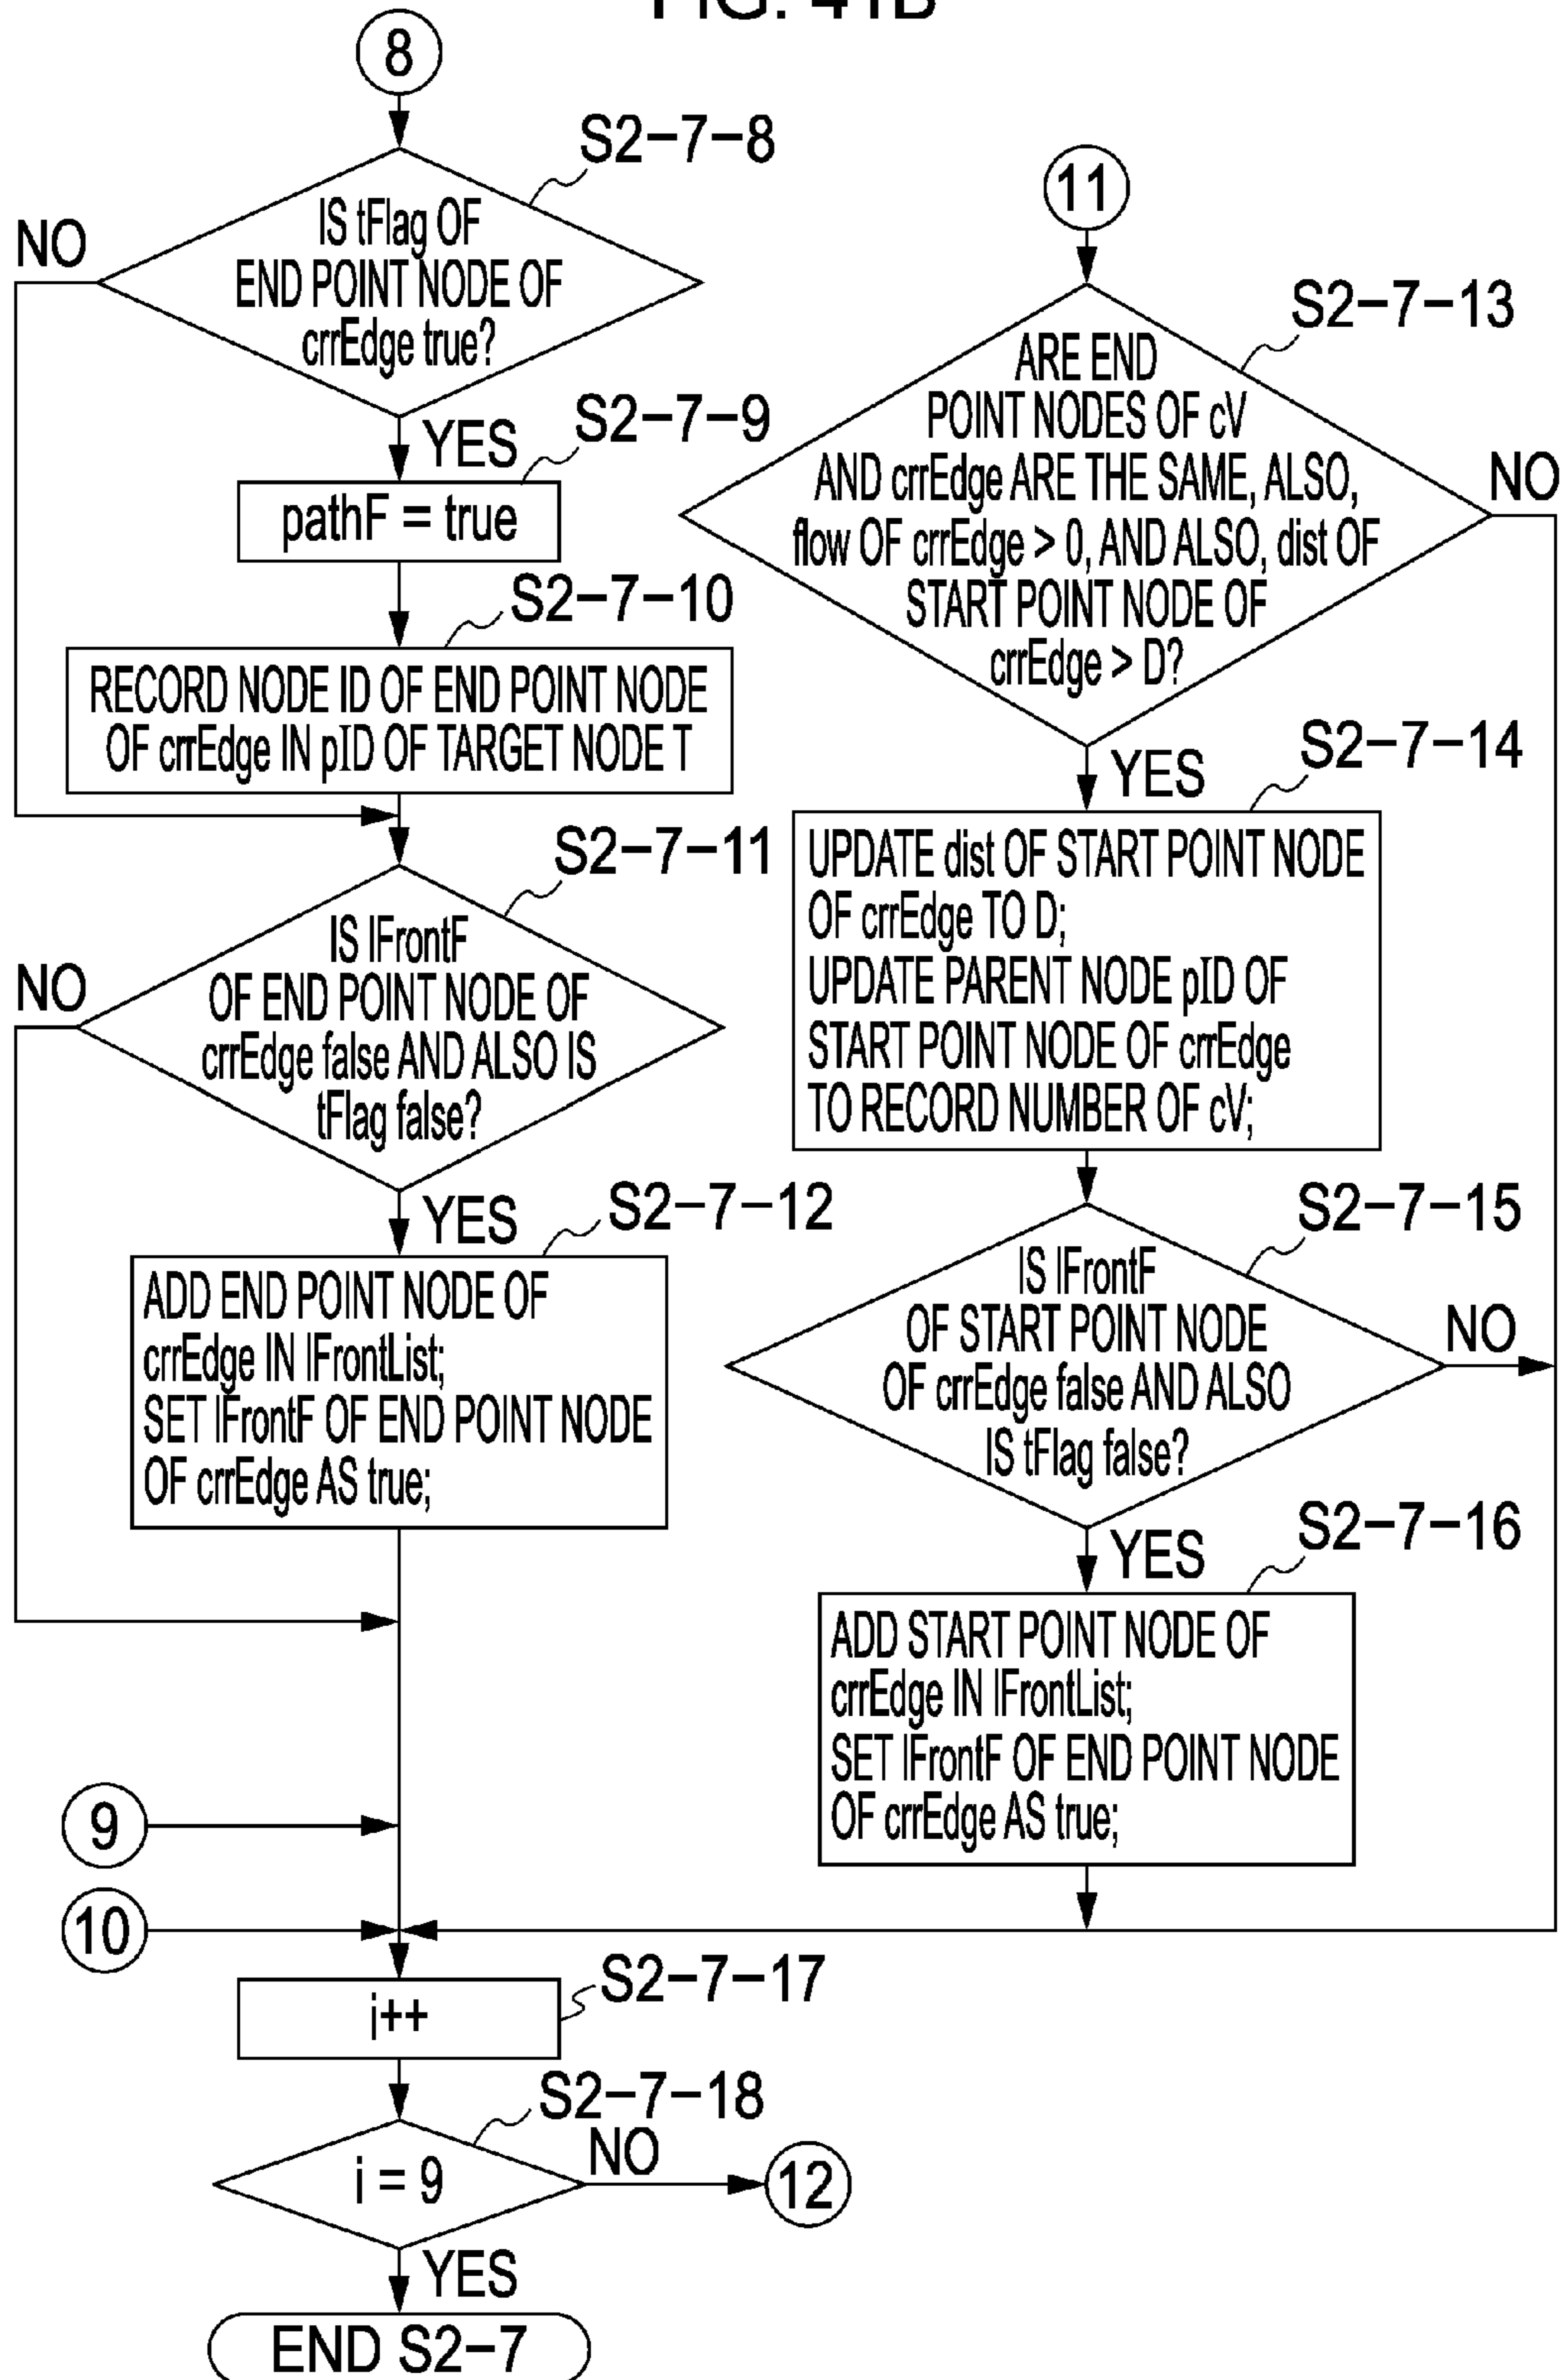 FIG. 41B
8
S2-7-8
IS tFlag OF
END POINT NODE OF
crrEdge true?
NO
YES
S2-7-9
pathF = true
S2-7-10
RECORD NODE ID OF END POINT NODE
OF crrEdge IN pID OF TARGET NODE T
S2-7-11
IS lFrontF
OF END POINT NODE OF
crrEdge false AND ALSO IS
tFlag false?
NO
YES
S2-7-12
ADD END POINT NODE OF
crrEdge IN lFrontList;
SET lFrontF OF END POINT NODE
OF crrEdge AS true;
9
10
11
S2-7-13
ARE END
POINT NODES OF cV
AND crrEdge ARE THE SAME, ALSO,
flow OF crrEdge > 0, AND ALSO, dist OF
START POINT NODE OF
crrEdge > D?
NO
YES
S2-7-14
UPDATE dist OF START POINT NODE
OF crrEdge TO D;
UPDATE PARENT NODE pID OF
START POINT NODE OF crrEdge
TO RECORD NUMBER OF cV;
S2-7-15
IS lFrontF
OF START POINT NODE
OF crrEdge false AND ALSO
IS tFlag false?
NO
YES
S2-7-16
ADD START POINT NODE OF
crrEdge IN lFrontList;
SET lFrontF OF END POINT NODE
OF crrEdge AS true;
S2-7-17
i++
S2-7-18
i = 9
NO
12
YES
END S2-7